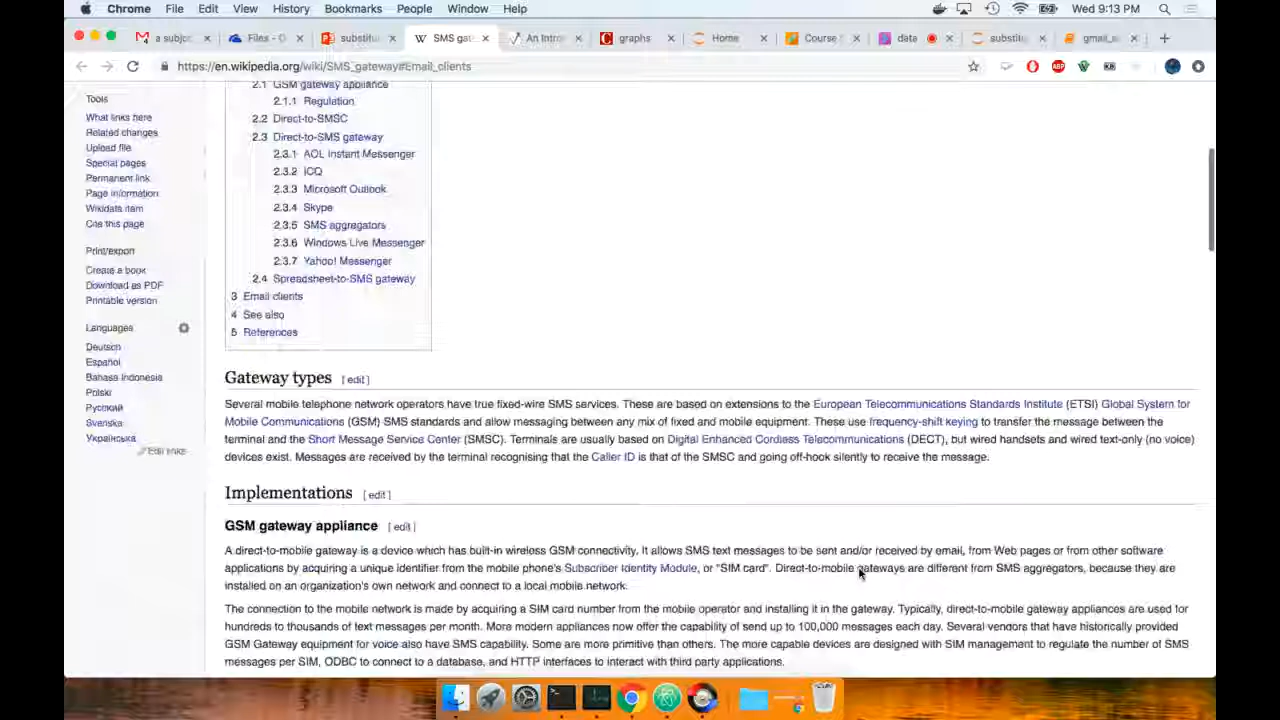 Chrome File Edit View History Bookmarks People Window Help Wed 9:13 PM
a subjec Files - O substitu SMS gat An Intro graphs Home Course data substitu gmail_s
https://en.wikipedia.org/wiki/SMS_gateway#Email_clients
Tools
What links here
Related changes
Upload file
Special pages
Permanent link
Page information
Wikidata item
Cite this page
Print/export
Create a book
Download as PDF
Printable version
Languages
Deutsch
Español
Bahasa Indonesia
Polski
Русский
Svenska
Українська
Edit links
2.1 GSM gateway appliance
2.1.1 Regulation
2.2 Direct-to-SMSC
2.3 Direct-to-SMS gateway
2.3.1 AOL Instant Messenger
2.3.2 ICQ
2.3.3 Microsoft Outlook
2.3.4 Skype
2.3.5 SMS aggregators
2.3.6 Windows Live Messenger
2.3.7 Yahoo! Messenger
2.4 Spreadsheet-to-SMS gateway
3 Email clients
4 See also
5 References
Gateway types [ edit ]
Several mobile telephone network operators have true fixed-wire SMS services. These are based on extensions to the European Telecommunications Standards Institute (ETSI) Global System for
Mobile Communications (GSM) SMS standards and allow messaging between any mix of fixed and mobile equipment. These use frequency-shift keying to transfer the message between the
terminal and the Short Message Service Center (SMSC). Terminals are usually based on Digital Enhanced Cordless Telecommunications (DECT), but wired handsets and wired text-only (no voice)
devices exist. Messages are received by the terminal recognising that the Caller ID is that of the SMSC and going off-hook silently to receive the message.
Implementations [ edit ]
GSM gateway appliance [ edit ]
A direct-to-mobile gateway is a device which has built-in wireless GSM connectivity. It allows SMS text messages to be sent and/or received by email, from Web pages or from other software
applications by acquiring a unique identifier from the mobile phone's Subscriber Identity Module, or "SIM card". Direct-to-mobile gateways are different from SMS aggregators, because they are
installed on an organization's own network and connect to a local mobile network.
The connection to the mobile network is made by acquiring a SIM card number from the mobile operator and installing it in the gateway. Typically, direct-to-mobile gateway appliances are used for
hundreds to thousands of text messages per month. More modern appliances now offer the capability of send up to 100,000 messages each day. Several vendors that have historically provided
GSM Gateway equipment for voice also have SMS capability. Some are more primitive than others. The more capable devices are designed with SIM management to regulate the number of SMS
messages per SIM, ODBC to connect to a database, and HTTP interfaces to interact with third party applications.